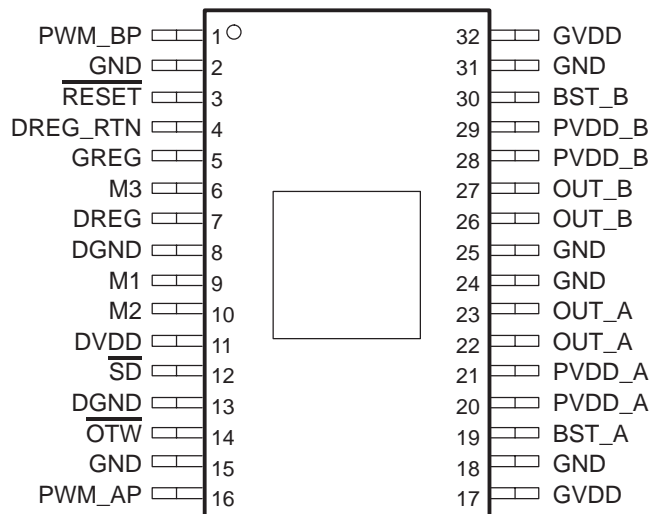 PWM_BP 1 32 GVDD
GND 2 31 GND
RESET 3 30 BST_B
DREG_RTN 4 29 PVDD_B
GREG 5 28 PVDD_B
M3 6 27 OUT_B
DREG 7 26 OUT_B
DGND 8 25 GND
M1 9 24 GND
M2 10 23 OUT_A
DVDD 11 22 OUT_A
SD 12 21 PVDD_A
DGND 13 20 PVDD_A
OTW 14 19 BST_A
GND 15 18 GND
PWM_AP 16 17 GVDD